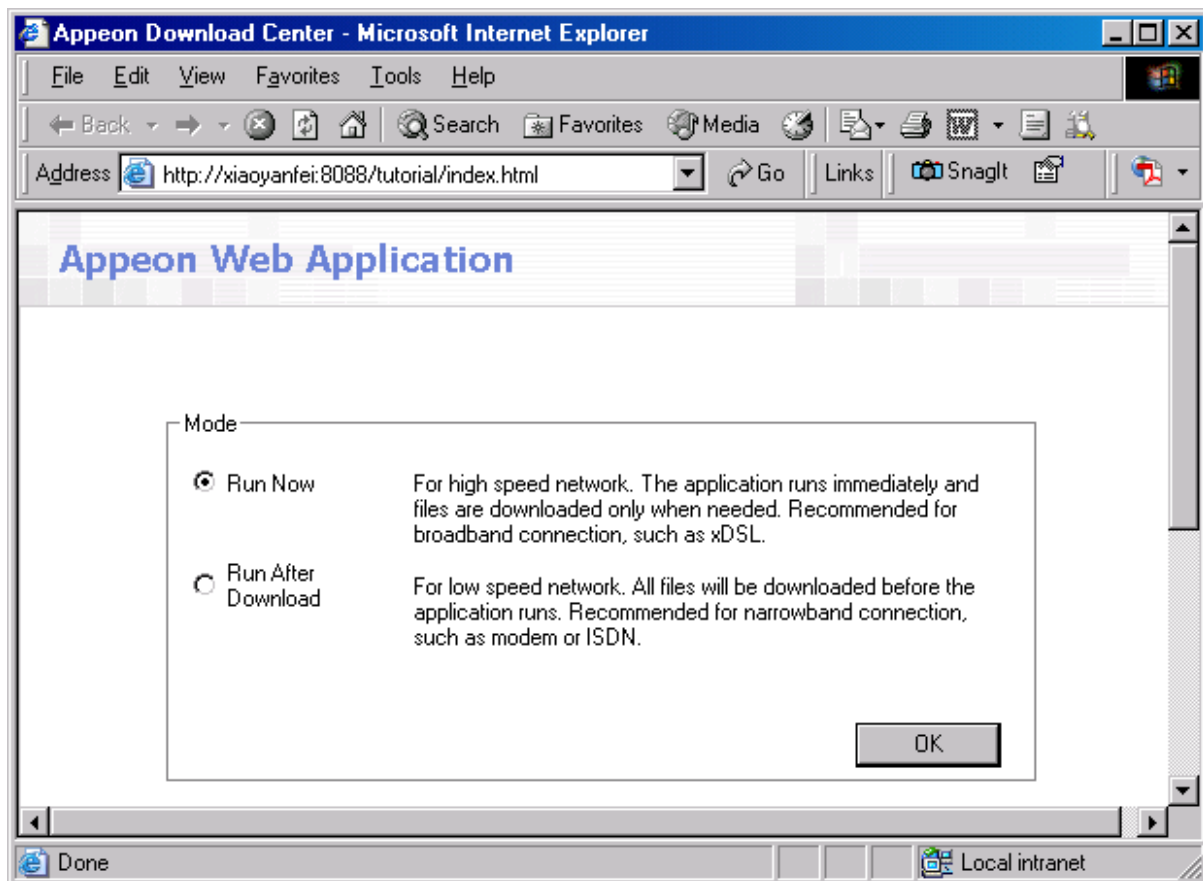 Appeon Download Center - Microsoft Internet Explorer
File Edit View Favorites Tools Help
Back Search Favorites Media
Address http://xiaoyanfei:8088/tutorial/index.html Go Links SnagIt
Appeon Web Application
Mode
Run Now
For high speed network. The application runs immediately and
files are downloaded only when needed. Recommended for
broadband connection, such as xDSL.
Run After
Download
For low speed network. All files will be downloaded before the
application runs. Recommended for narrowband connection,
such as modem or ISDN.
OK
Done Local intranet